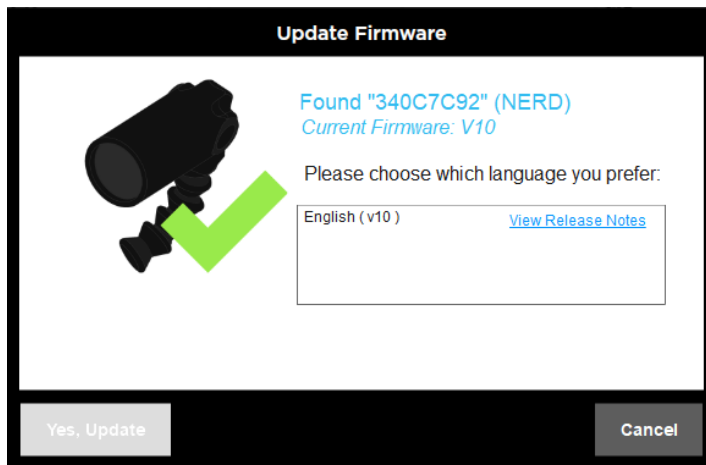 Update Firmware
Found "340C7C92" (NERD)
Current Firmware: V10
Please choose which language you prefer:
English ( v10 ) View Release Notes
Yes, Update Cancel